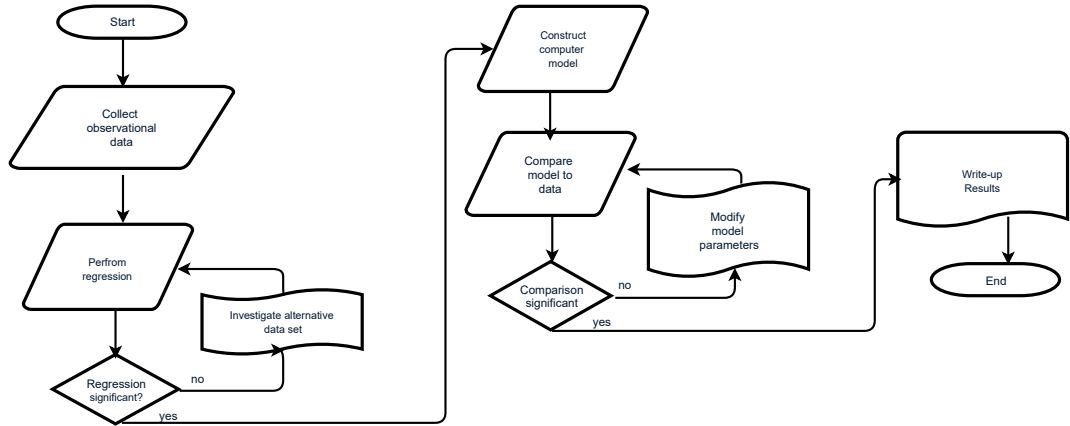 Start
Collect
observational
data
Perfrom
regression
Investigate alternative
data set
Regression
significant?
no
yes
Construct
computer
model
Compare
model to
data
Modify
model
parameters
Comparison
significant
no
yes
Write-up
Results
End